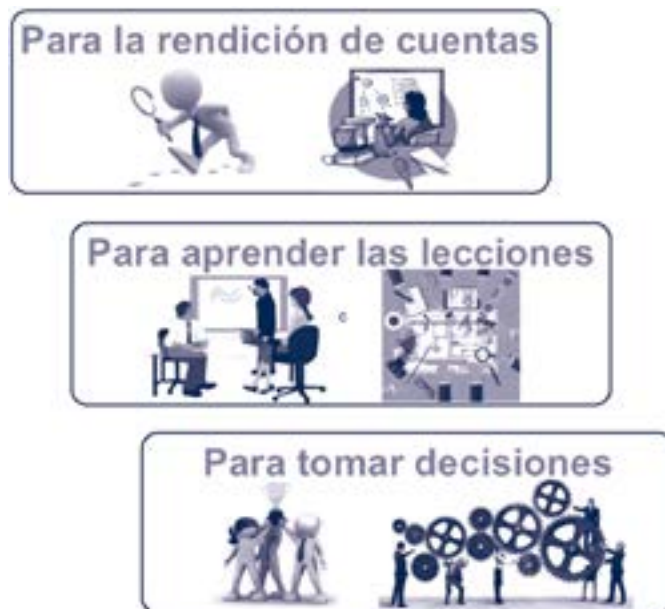 Para la rendición de cuentas
Para aprender las lecciones
Para tomar decisiones